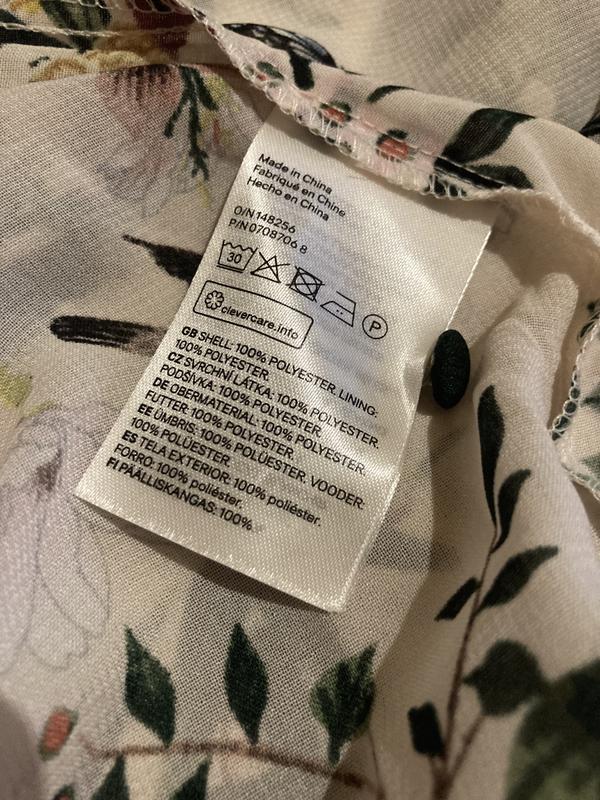 Made in China
Fabriqué en Chine
Hecho en China
O/N 148256
P/N 0708706 8
30
P
clevercare.info
GB SHELL: 100% POLYESTER. LINING:
100% POLYESTER.
CZ SVRCHNÍ LÁTKA: 100% POLYESTER.
PODŠÍVKA: 100% POLYESTER.
DE OBERMATERIAL: 100% POLYESTER.
FUTTER: 100% POLYESTER.
EE ÜMBRIS: 100% POLÜESTER. VOODER:
100% POLÜESTER.
ES TELA EXTERIOR: 100% poliéster.
FORRO: 100% poliéster.
FI PÄÄLLISKANGAS: 100%